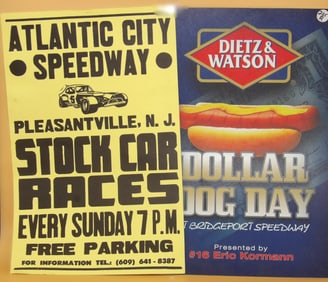 ATLANTIC CITY
SPEEDWAY
PLEASANTVILLE, N. J.
STOCK CAR
RACES
EVERY SUNDAY 7 P.M.
FREE PARKING
FOR INFORMATION TEL.: (609) 641-8387
DIETZ &
WATSON
DOLLAR
DOG DAY
BRIDGEPORT SPEEDWAY
Presented by
#16 Eric Kormann